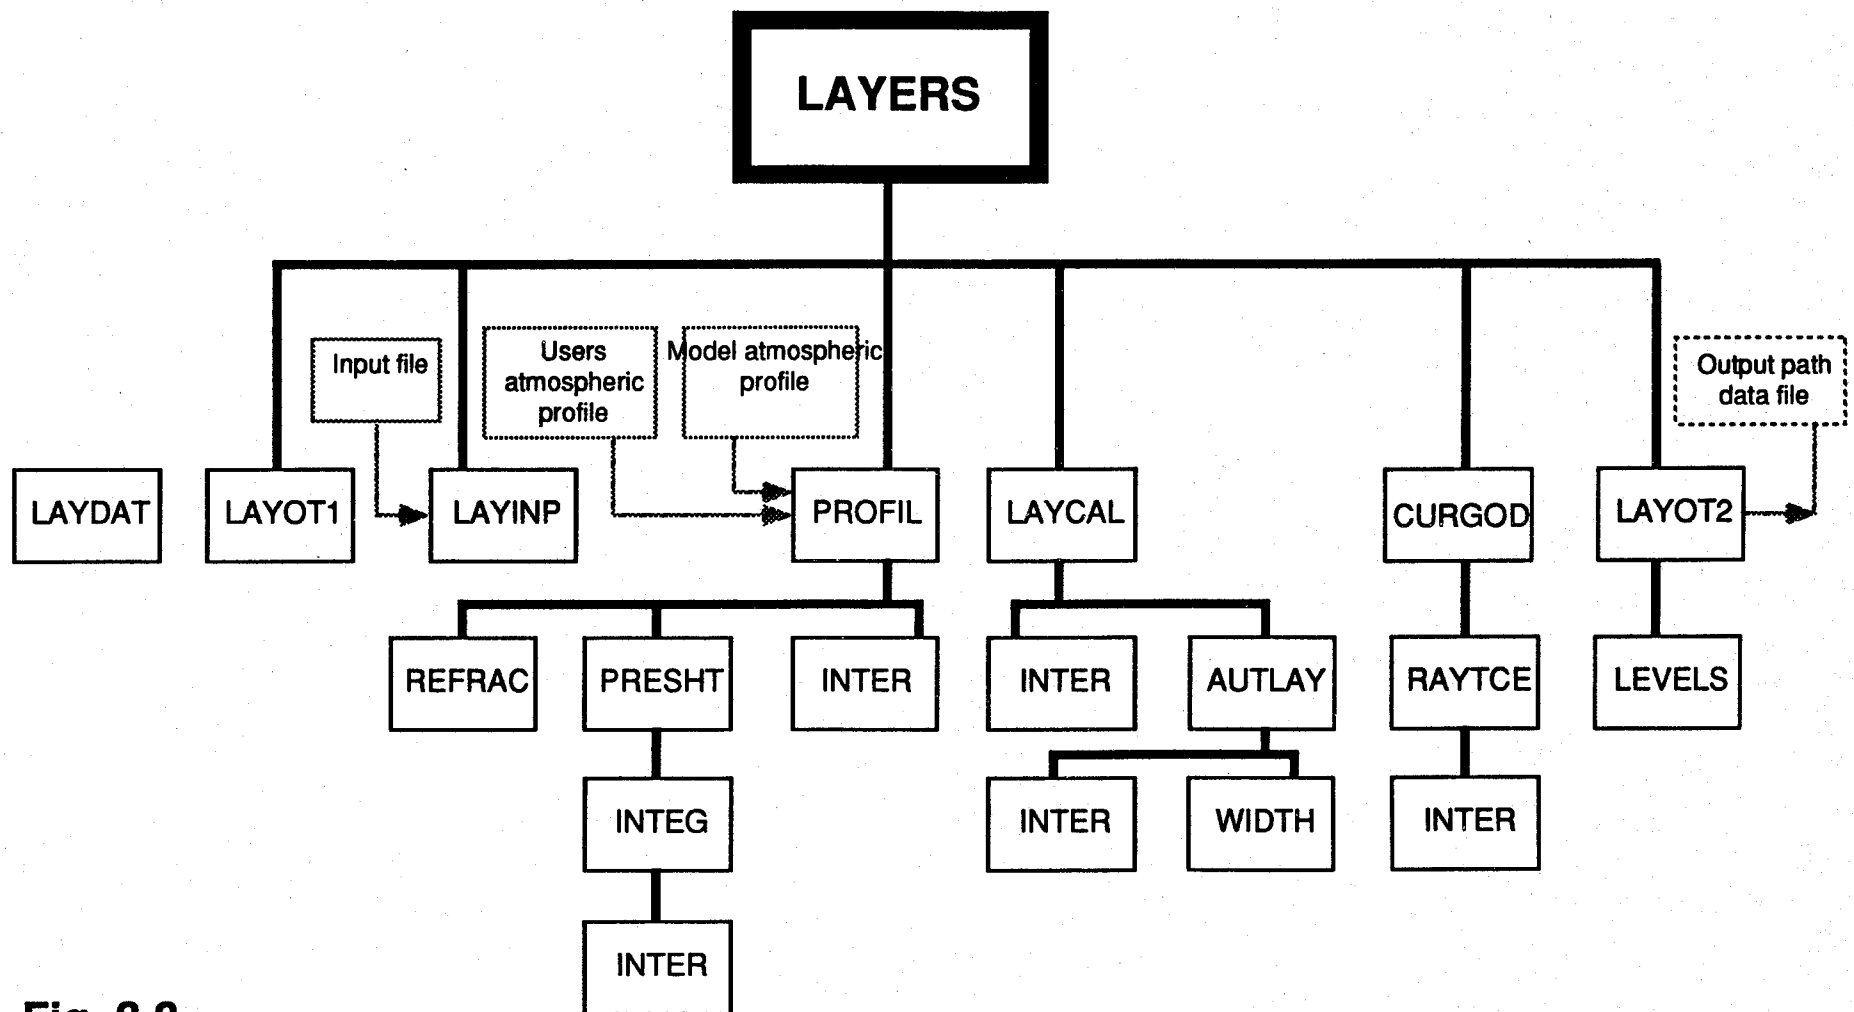 LAYERS
Input file
Users
atmospheric
profile
Model atmospheric
profile
Output path
data file
LAYDAT
LAYOT1
LAYINP
PROFIL
LAYCAL
CURGOD
LAYOT2
REFRAC
PRESHT
INTER
INTER
AUTLAY
RAYTCE
LEVELS
INTEG
INTER
WIDTH
INTER
INTER